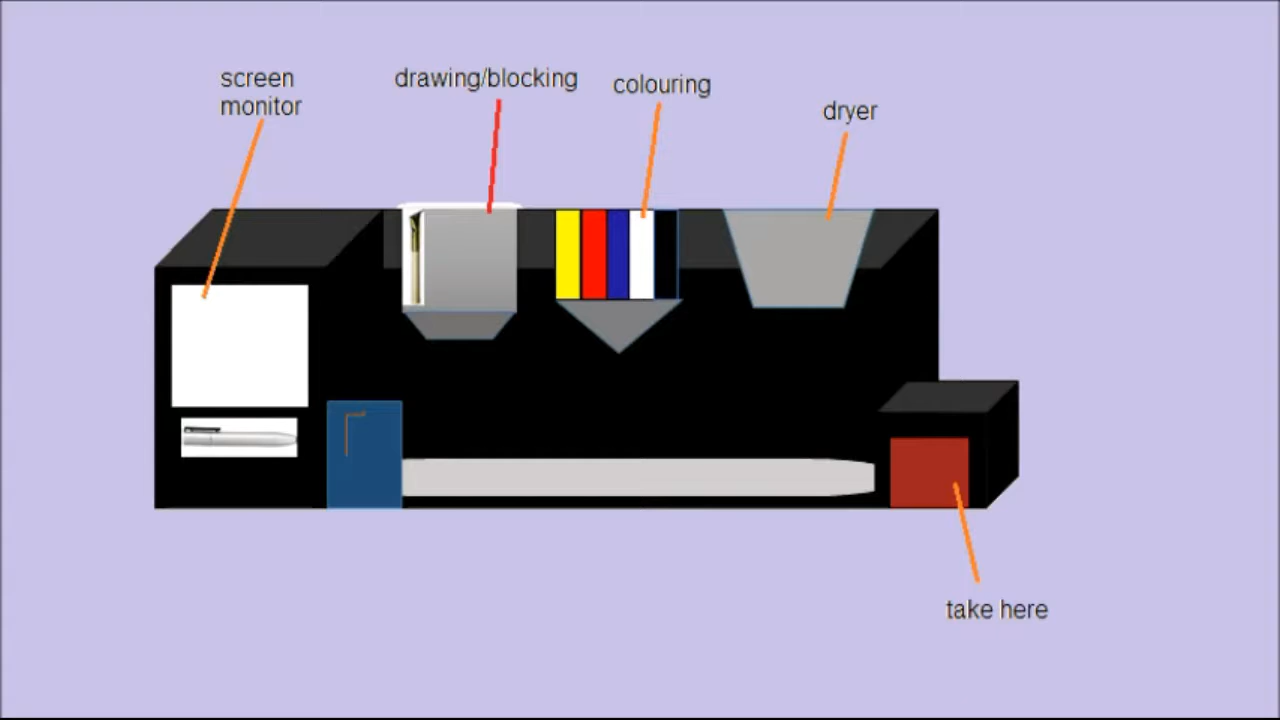 screen
monitor
drawing/blocking
colouring
dryer
take here